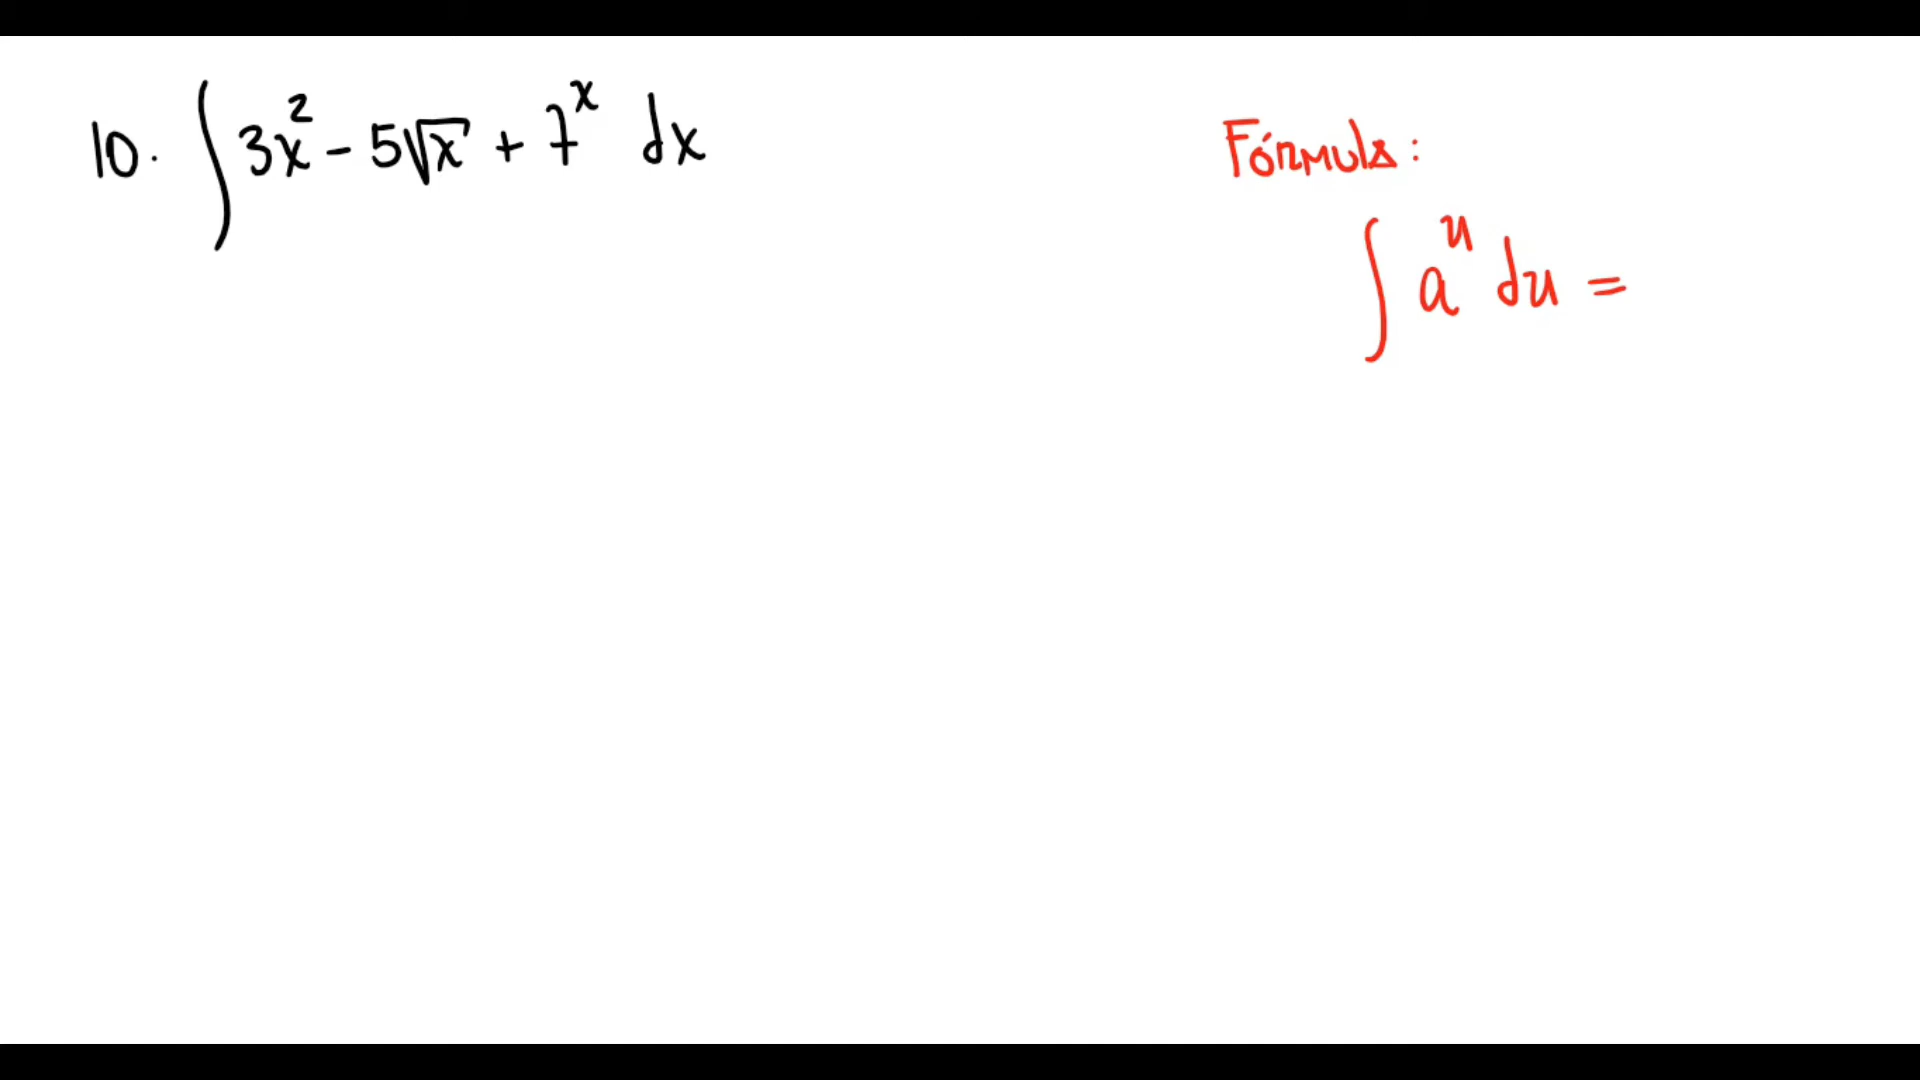 10. ∫ 3x² - 5√x + 7ˣ dx
Fórmula:
∫ aᵘ du =